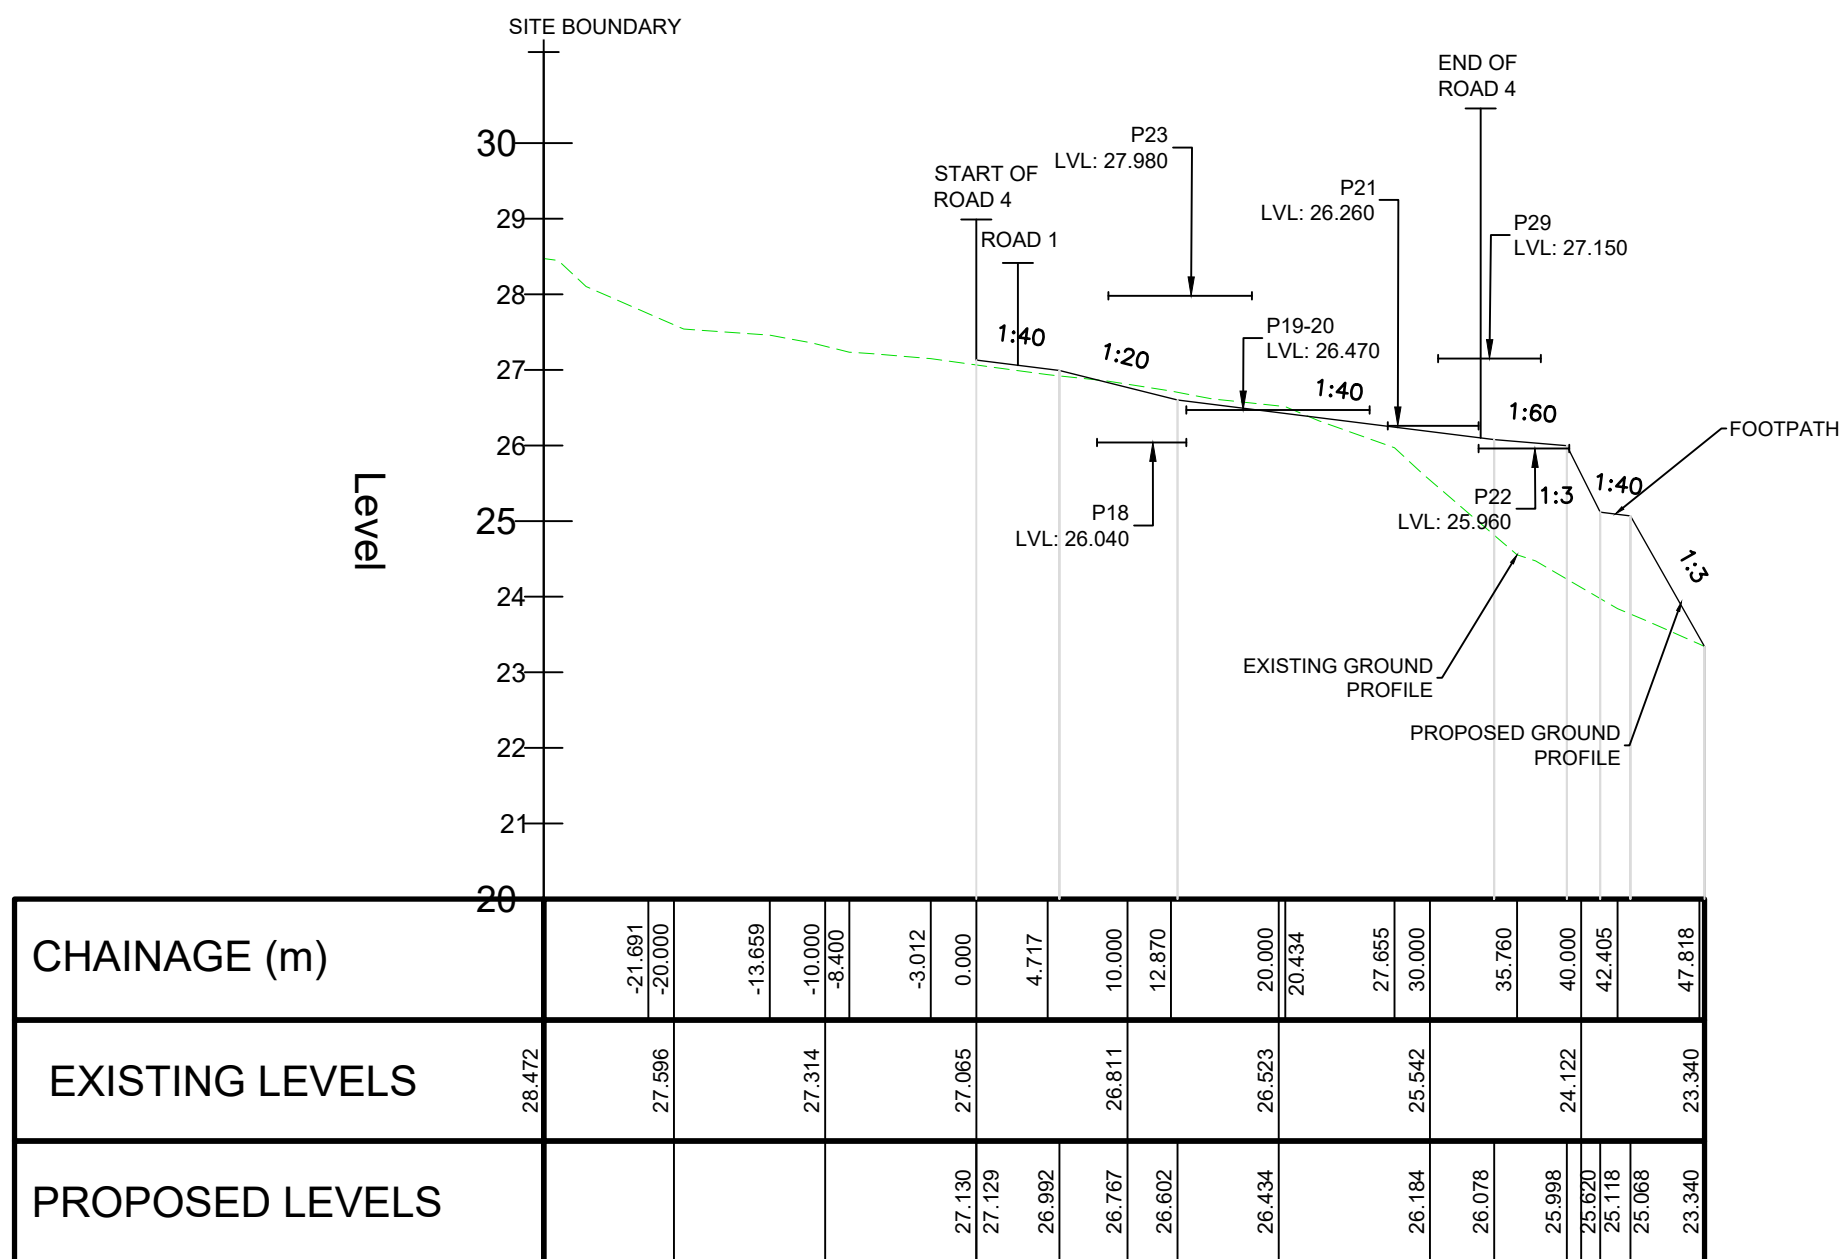 SITE BOUNDARY
END OF
ROAD 4
30
P23
LVL: 27.980
START OF
ROAD 4
P21
LVL: 26.260
29
P29
LVL: 27.150
ROAD 1
28
1:40
P19-20
LVL: 26.470
1:20
27
1:40
1:60
26
FOOTPATH
Level
1:3
1:40
P22
LVL: 25.960
25
P18
LVL: 26.040
1:3
24
EXISTING GROUND
PROFILE
23
PROPOSED GROUND
PROFILE
22
21
20
CHAINAGE (m)
-21.691
-20.000
-13.659
-10.000
-8.400
-3.012
0.000
4.717
10.000
12.870
20.000
20.434
27.655
30.000
35.760
40.000
42.405
47.818
EXISTING LEVELS
28.472
27.596
27.314
27.065
26.811
26.523
25.542
24.122
23.340
PROPOSED LEVELS
27.130
27.129
26.992
26.767
26.602
26.434
26.184
26.078
25.998
25.620
25.118
25.068
23.340